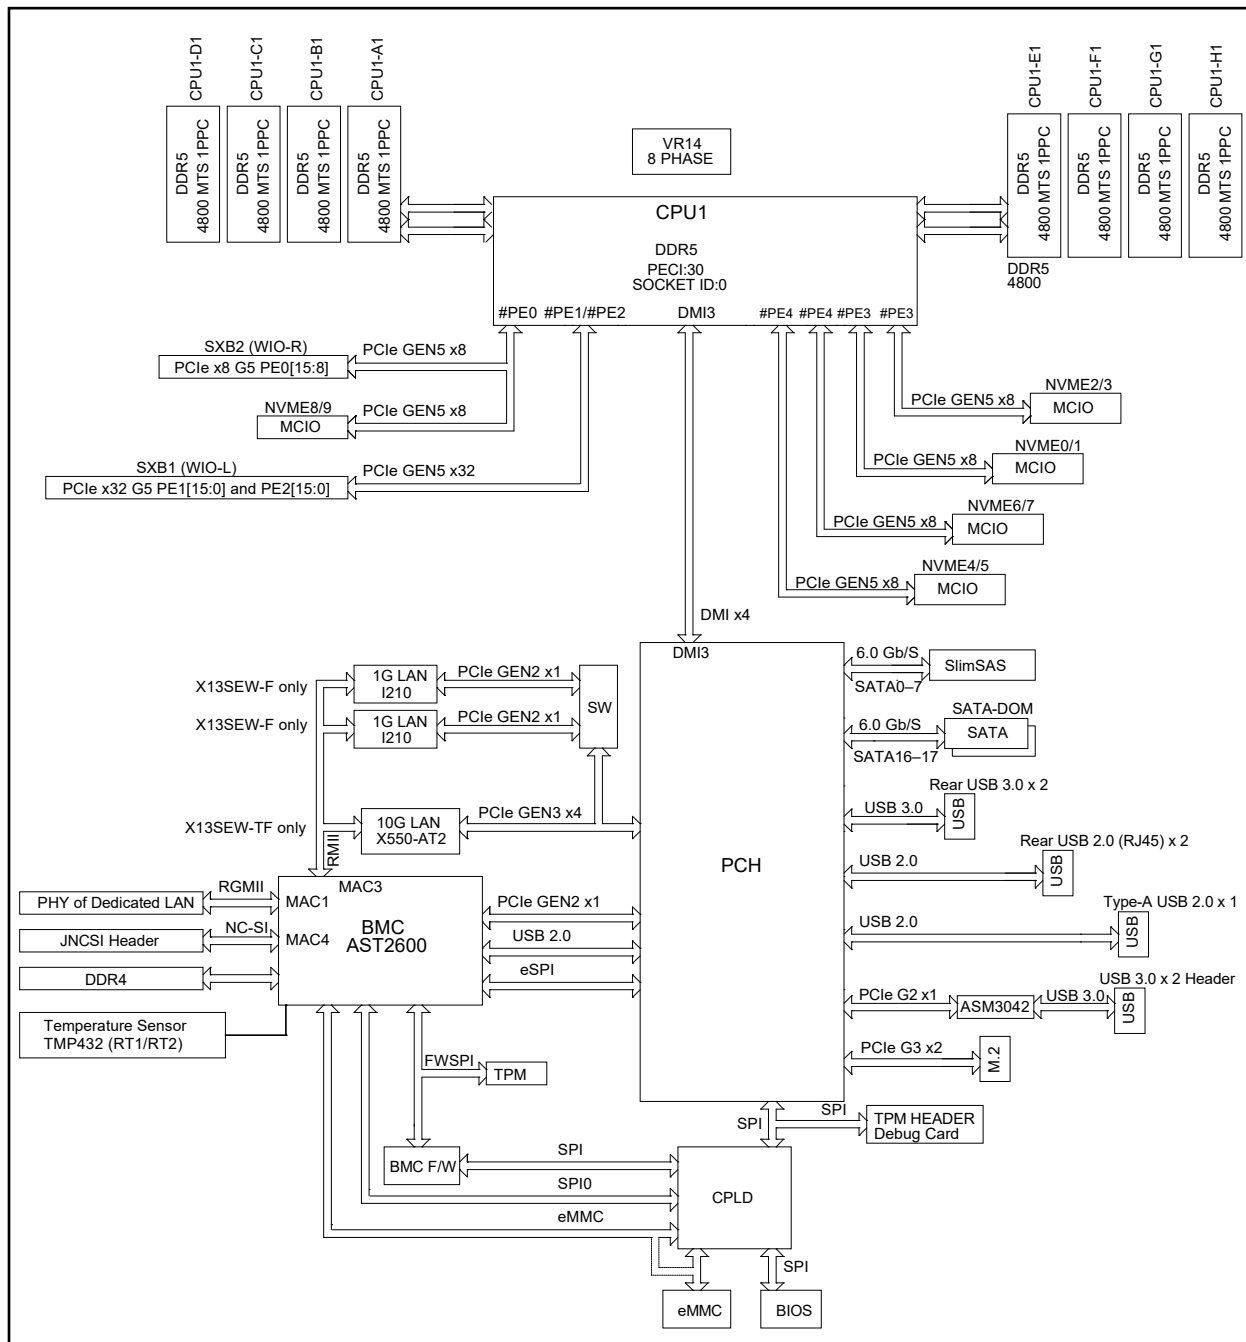 CPU1-D1
CPU1-C1
CPU1-B1
CPU1-A1
CPU1-E1
CPU1-F1
CPU1-G1
CPU1-H1
DDR5
4800 MTS 1PPC
DDR5
4800 MTS 1PPC
DDR5
4800 MTS 1PPC
DDR5
4800 MTS 1PPC
VR14
8 PHASE
DDR5
4800 MTS 1PPC
DDR5
4800 MTS 1PPC
DDR5
4800 MTS 1PPC
DDR5
4800 MTS 1PPC
DDR5
4800
CPU1
DDR5
PECI:30
SOCKET ID:0
#PE0
#PE1/#PE2
DMI3
#PE4
#PE4
#PE3
#PE3
SXB2 (WIO-R)
PCIe x8 G5 PE0[15:8]
PCIe GEN5 x8
NVME8/9
MCIO
PCIe GEN5 x8
SXB1 (WIO-L)
PCIe x32 G5 PE1[15:0] and PE2[15:0]
PCIe GEN5 x32
NVME2/3
PCIe GEN5 x8
MCIO
NVME0/1
PCIe GEN5 x8
MCIO
NVME6/7
PCIe GEN5 x8
MCIO
NVME4/5
PCIe GEN5 x8
MCIO
DMI x4
DMI3
PCH
6.0 Gb/S
SATA0–7
SlimSAS
SATA-DOM
6.0 Gb/S
SATA16–17
SATA
Rear USB 3.0 x 2
USB 3.0
USB
Rear USB 2.0 (RJ45) x 2
USB 2.0
USB
Type-A USB 2.0 x 1
USB 2.0
USB
USB 3.0 x 2 Header
PCIe G2 x1
ASM3042
USB 3.0
USB
PCIe G3 x2
M.2
X13SEW-F only
1G LAN
I210
PCIe GEN2 x1
SW
X13SEW-F only
1G LAN
I210
PCIe GEN2 x1
X13SEW-TF only
10G LAN
X550-AT2
PCIe GEN3 x4
RMII
MAC3
MAC1
MAC4
BMC
AST2600
RGMII
PHY of Dedicated LAN
NC-SI
JNCSI Header
DDR4
Temperature Sensor
TMP432 (RT1/RT2)
PCIe GEN2 x1
USB 2.0
eSPI
FWSPI
TPM
BMC F/W
SPI
SPI0
eMMC
SPI
SPI
TPM HEADER
Debug Card
CPLD
SPI
eMMC
BIOS